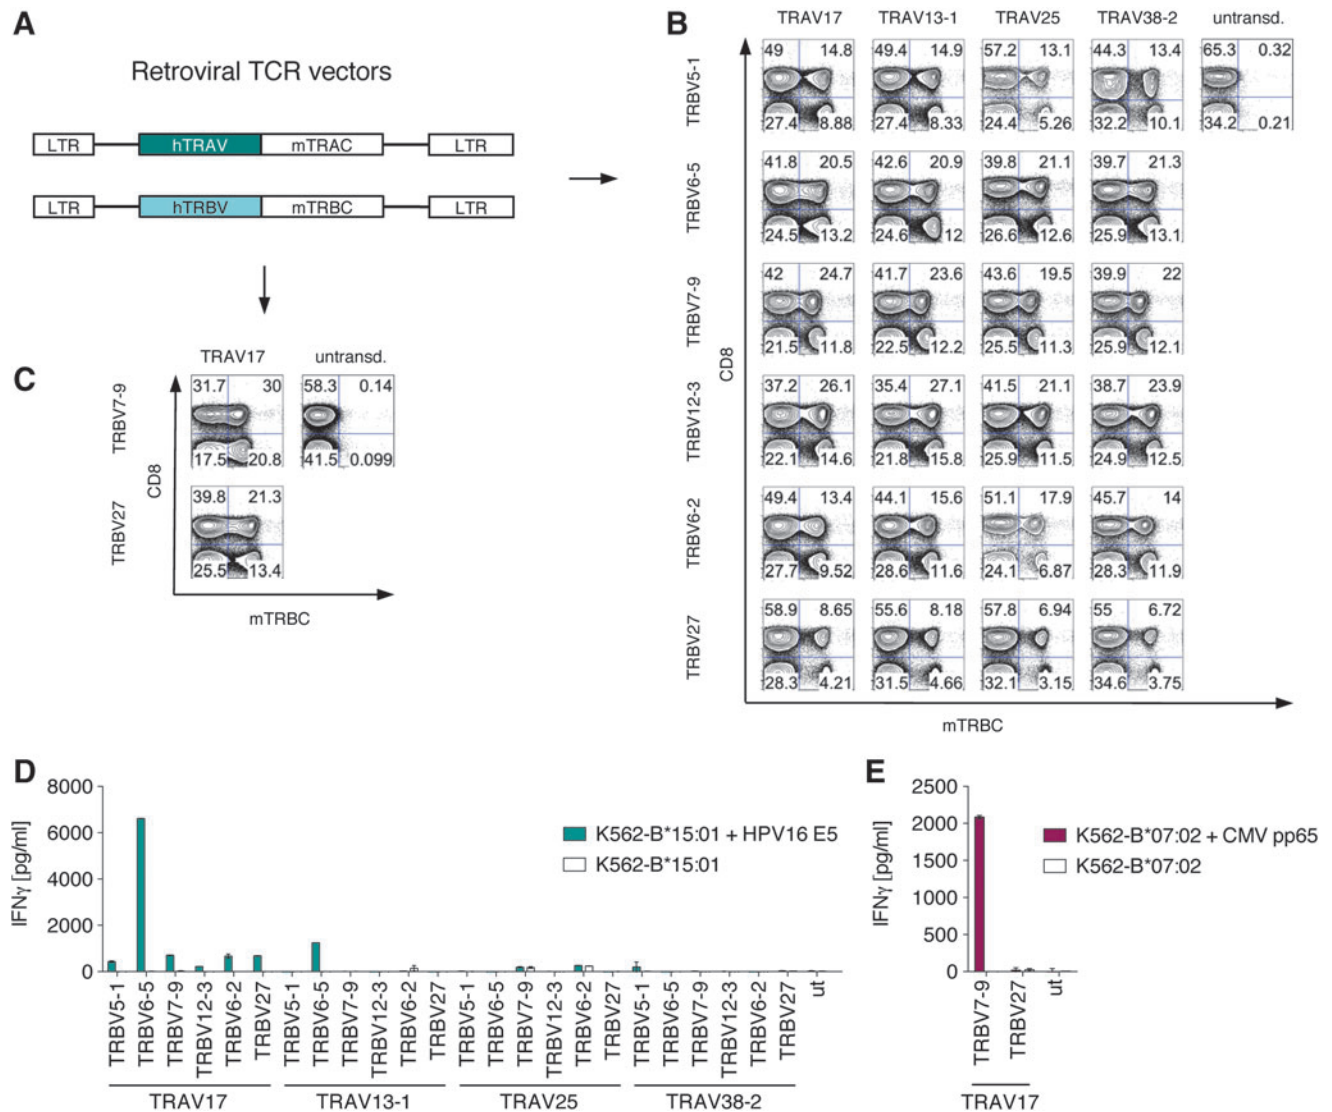 A
Retroviral TCR vectors
LTR hTRAV mTRAC LTR
LTR hTRBV mTRBC LTR
B
TRAV17 TRAV13-1 TRAV25 TRAV38-2 untransd.
TRBV5-1
49 14.8 49.4 14.9 57.2 13.1 44.3 13.4 65.3 0.32
27.4 8.88 27.4 8.33 24.4 5.26 32.2 10.1 34.2 0.21
TRBV6-5
41.8 20.5 42.6 20.9 39.8 21.1 39.7 21.3
24.5 13.2 24.6 12 26.6 12.6 25.9 13.1
TRBV7-9
42 24.7 41.7 23.6 43.6 19.5 39.9 22
21.5 11.8 22.5 12.2 25.5 11.3 25.9 12.1
TRBV12-3
37.2 26.1 35.4 27.1 41.5 21.1 38.7 23.9
22.1 14.6 21.8 15.8 25.9 11.5 24.9 12.5
TRBV6-2
49.4 13.4 44.1 15.6 51.1 17.9 45.7 14
27.7 9.52 28.6 11.6 24.1 6.87 28.3 11.9
TRBV27
58.9 8.65 55.6 8.18 57.8 6.94 55 6.72
28.3 4.21 31.5 4.66 32.1 3.15 34.6 3.75
CD8
mTRBC
C
TRAV17 untransd.
TRBV7-9
31.7 30 58.3 0.14
17.5 20.8 41.5 0.099
TRBV27
39.8 21.3
25.5 13.4
CD8
mTRBC
D
IFNγ [pg/ml]
8000
6000
4000
2000
0
K562-B*15:01 + HPV16 E5
K562-B*15:01
TRBV5-1 TRBV6-5 TRBV7-9 TRBV12-3 TRBV6-2 TRBV27 TRBV5-1 TRBV6-5 TRBV7-9 TRBV12-3 TRBV6-2 TRBV27 TRBV5-1 TRBV6-5 TRBV7-9 TRBV12-3 TRBV6-2 TRBV27 TRBV5-1 TRBV6-5 TRBV7-9 TRBV12-3 TRBV6-2 TRBV27 ut
TRAV17 TRAV13-1 TRAV25 TRAV38-2
E
IFNγ [pg/ml]
2500
2000
1500
1000
500
0
K562-B*07:02 + CMV pp65
K562-B*07:02
TRBV7-9 TRBV27 ut
TRAV17